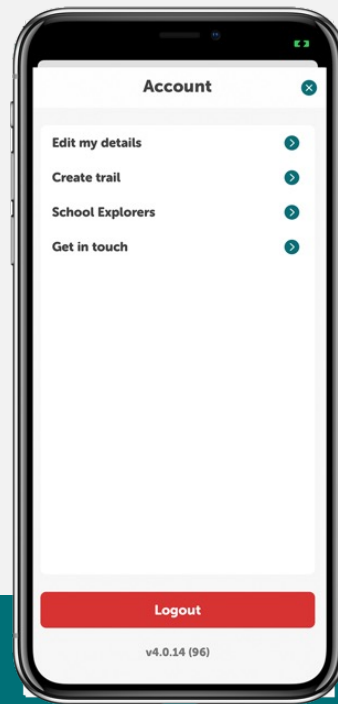 Account
Edit my details
Create trail
School Explorers
Get in touch
Logout
v4.0.14 (96)